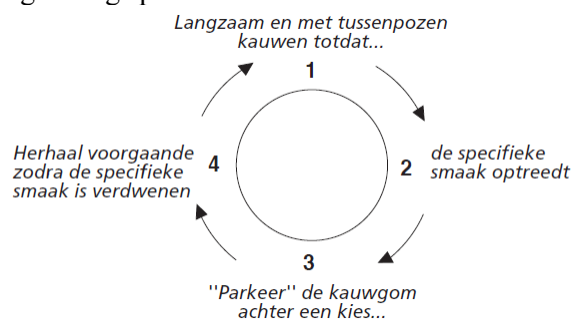 Langzaam en met tussenpozen
kauwen totdat...
1
2
de specifieke
smaak optreedt
3
"Parkeer" de kauwgom
achter een kies...
4
Herhaal voorgaande
zodra de specifieke
smaak is verdwenen